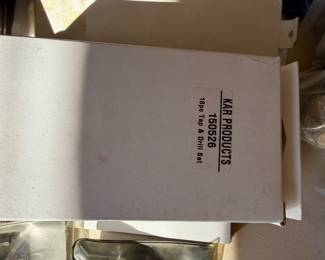 KAR PRODUCTS
150526
18pc Tap & Drill Set